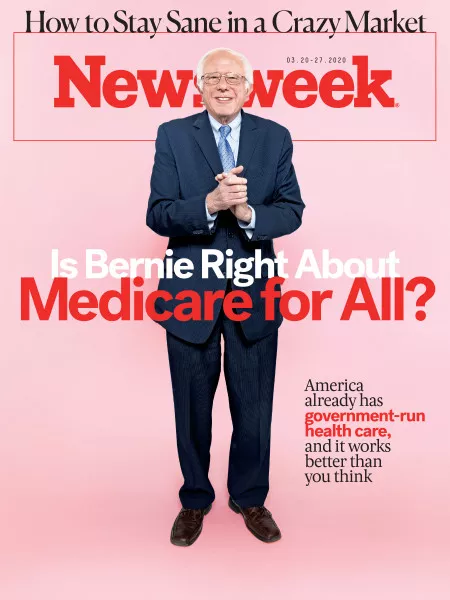 How to Stay Sane in a Crazy Market
03.20-27.2020
Newsweek
Is Bernie Right About
Medicare for All?
America
already has
government-run
health care,
and it works
better than
you think